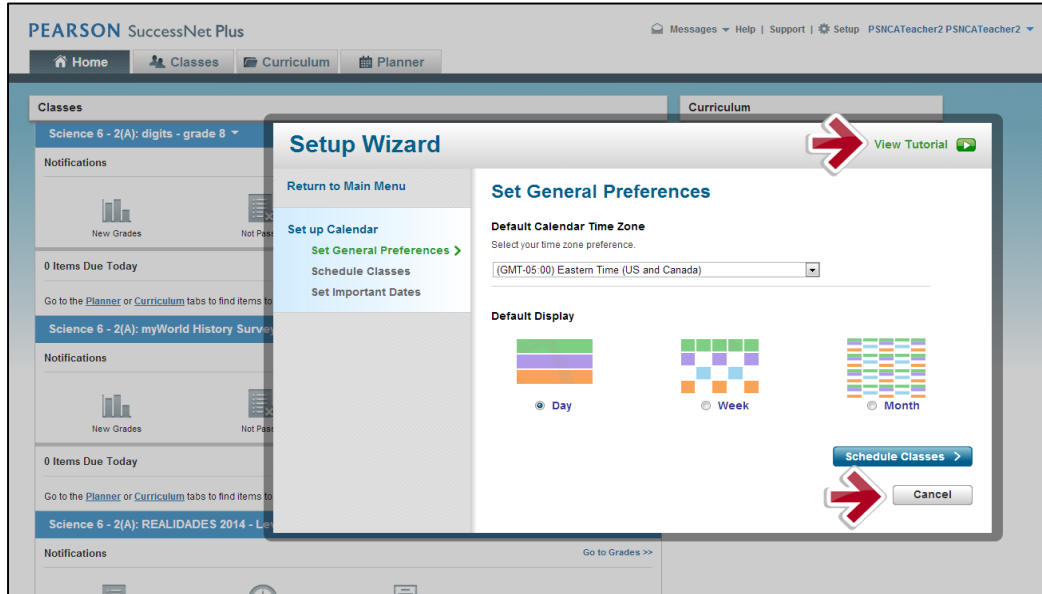 PEARSON SuccessNet Plus
Messages Help | Support | Setup PSNCATeacher2 PSNCATeacher2
Home Classes Curriculum Planner
Classes
Curriculum
Science 6 - 2(A): digits - grade 8
Notifications
New Grades
0 Items Due Today
Go to the Planner or Curriculum tabs to find items to
Science 6 - 2(A): myWorld History
Notifications
New Grades
0 Items Due Today
Go to the Planner or Curriculum tabs to find items to
Science 6 - 2(A): REALIDADES 2014 -
Notifications
Go to Grades >>
Setup Wizard
View Tutorial
Return to Main Menu
Set up Calendar
Set General Preferences >
Schedule Classes
Set Important Dates
Set General Preferences
Default Calendar Time Zone
Select your time zone preference.
(GMT-05:00) Eastern Time (US and Canada)
Default Display
Day Week Month
Schedule Classes >
Cancel